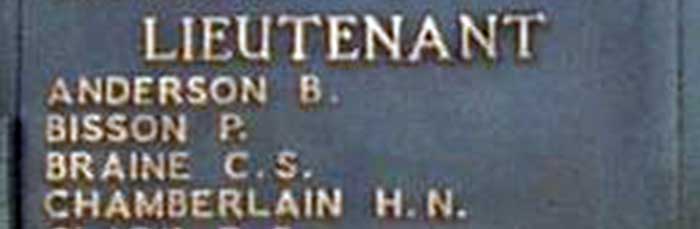 LIEUTENANT
ANDERSON B.
BISSON P.
BRAINE C.S.
CHAMBERLAIN H.N.